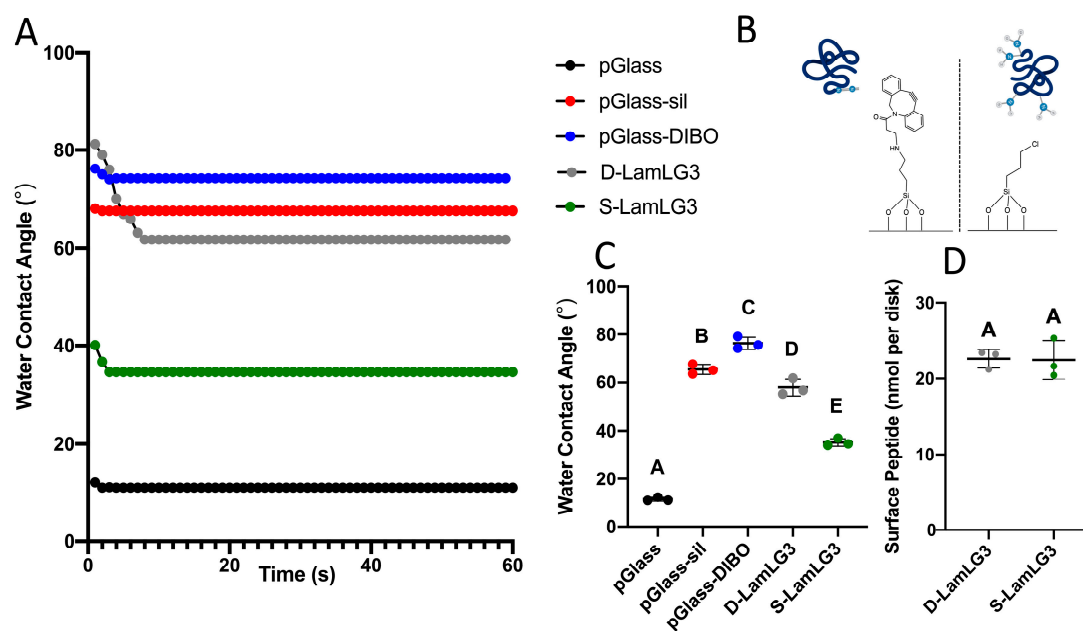 A
100
80
60
40
20
0
Water Contact Angle (°)
0
20
40
60
Time (s)
pGlass
pGlass-sil
pGlass-DIBO
D-LamLG3
S-LamLG3
B
O
N
HN
Si
O
O
O
Cl
Si
O
O
O
C
100
80
60
40
20
0
Water Contact Angle (°)
A
B
C
D
E
pGlass
pGlass-sil
pGlass-DIBO
D-LamLG3
S-LamLG3
D
30
20
10
0
Surface Peptide (nmol per disk)
A
A
D-LamLG3
S-LamLG3